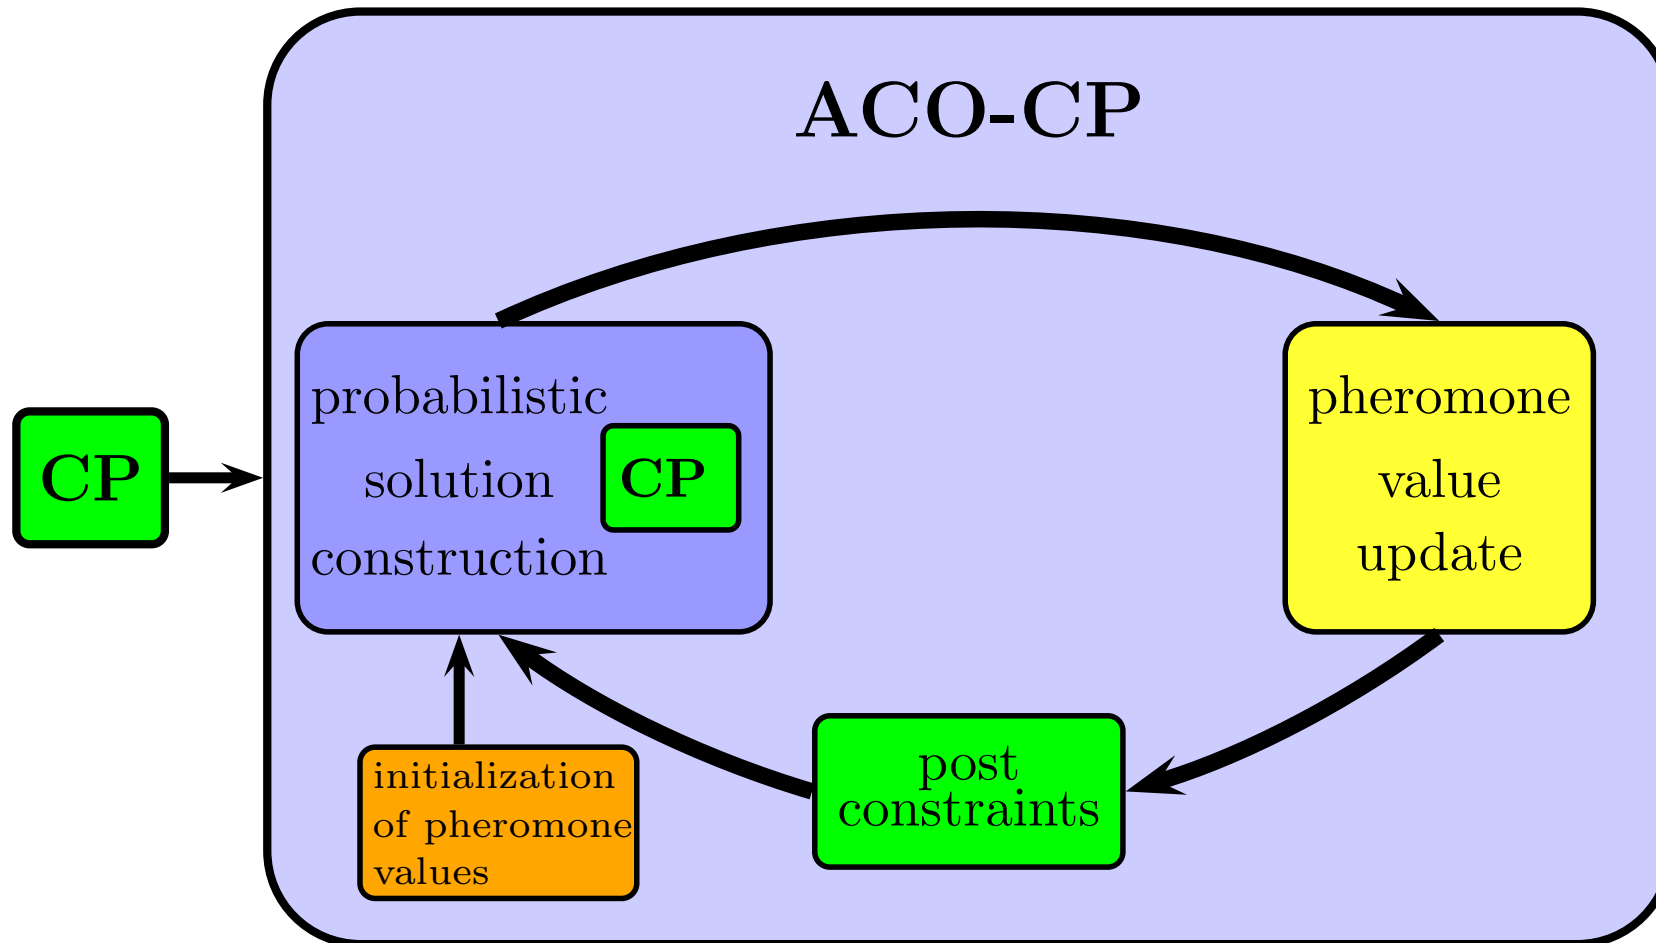 ACO-CP
CP
probabilistic
solution
construction
CP
pheromone
value
update
post
constraints
initialization
of pheromone
values